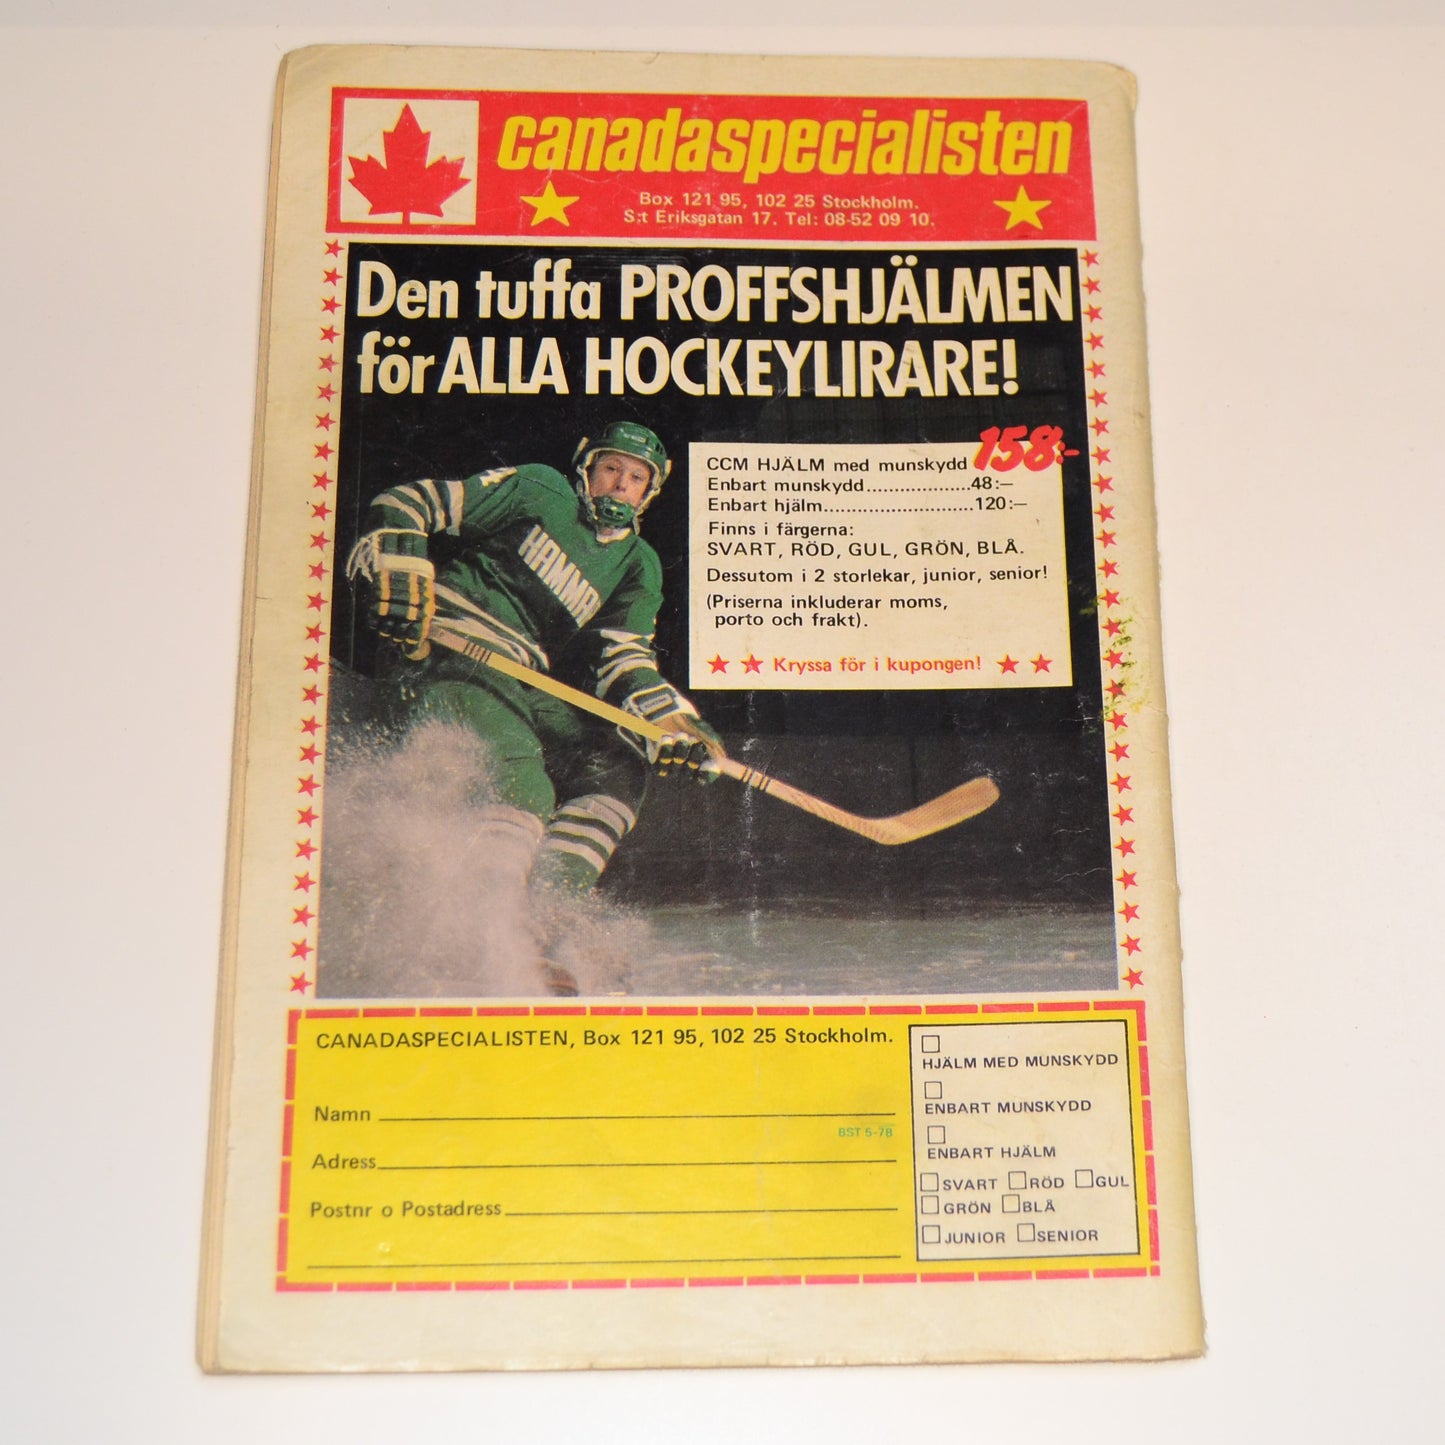 canadaspecialisten
Box 121 95, 102 25 Stockholm.
S:t Eriksgatan 17. Tel: 08-52 09 10.
Den tuffa PROFFSHJÄLMEN
för ALLA HOCKEYLIRARE!
CCM HJÄLM med munskydd 158:-
Enbart munskydd..................48:—
Enbart hjälm..........................120:—
Finns i färgerna:
SVART, RÖD, GUL, GRÖN, BLÅ.
Dessutom i 2 storlekar, junior, senior!
(Priserna inkluderar moms,
porto och frakt).
Kryssa för i kupongen!
HAMMA
CANADASPECIALISTEN, Box 121 95, 102 25 Stockholm.
Namn
BST 5-78
Adress
Postnr o Postadress
HJÄLM MED MUNSKYDD
ENBART MUNSKYDD
ENBART HJÄLM
SVART RÖD GUL
GRÖN BLÅ
JUNIOR SENIOR